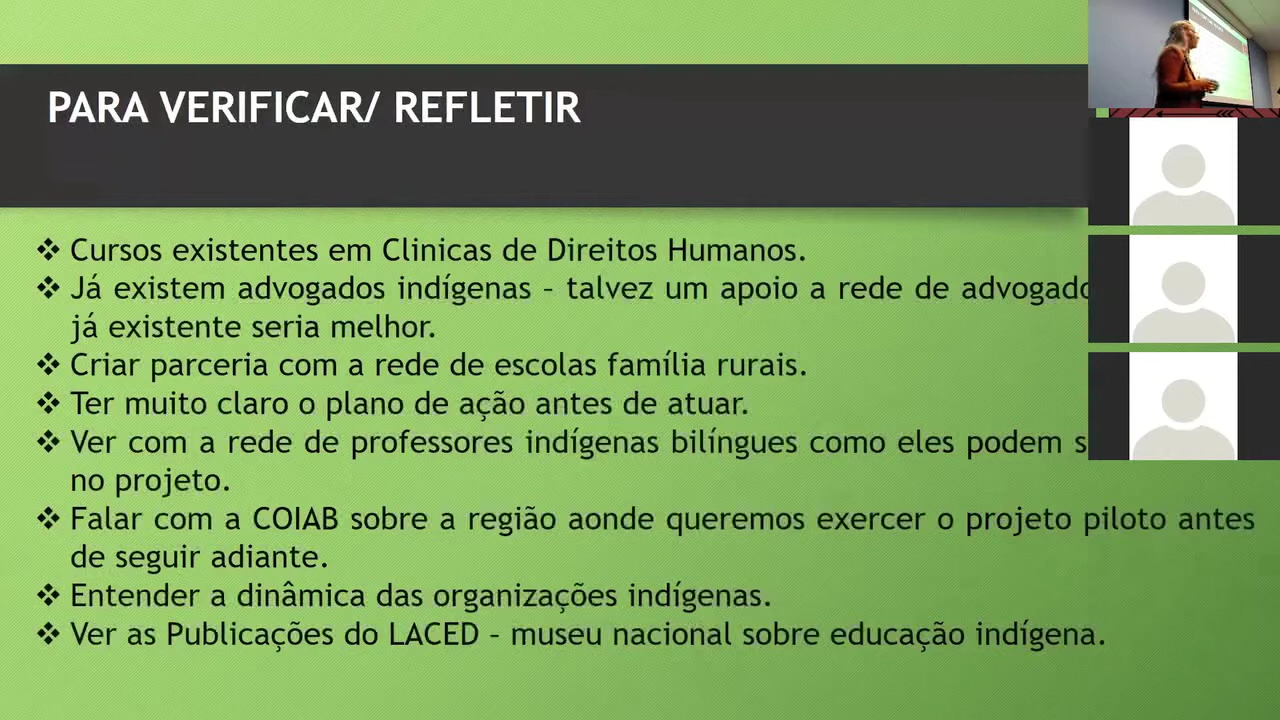 PARA VERIFICAR/ REFLETIR
❖ Cursos existentes em Clinicas de Direitos Humanos.
❖ Já existem advogados indígenas – talvez um apoio a rede de
já existente seria melhor.
❖ Criar parceria com a rede de escolas família rurais.
❖ Ter muito claro o plano de ação antes de atuar.
❖ Ver com a rede de professores indígenas bilíngues como eles podem
no projeto.
❖ Falar com a COIAB sobre a região aonde queremos exercer o projeto piloto antes
de seguir adiante.
❖ Entender a dinâmica das organizações indígenas.
❖ Ver as Publicações do LACED – museu nacional sobre educação indígena.